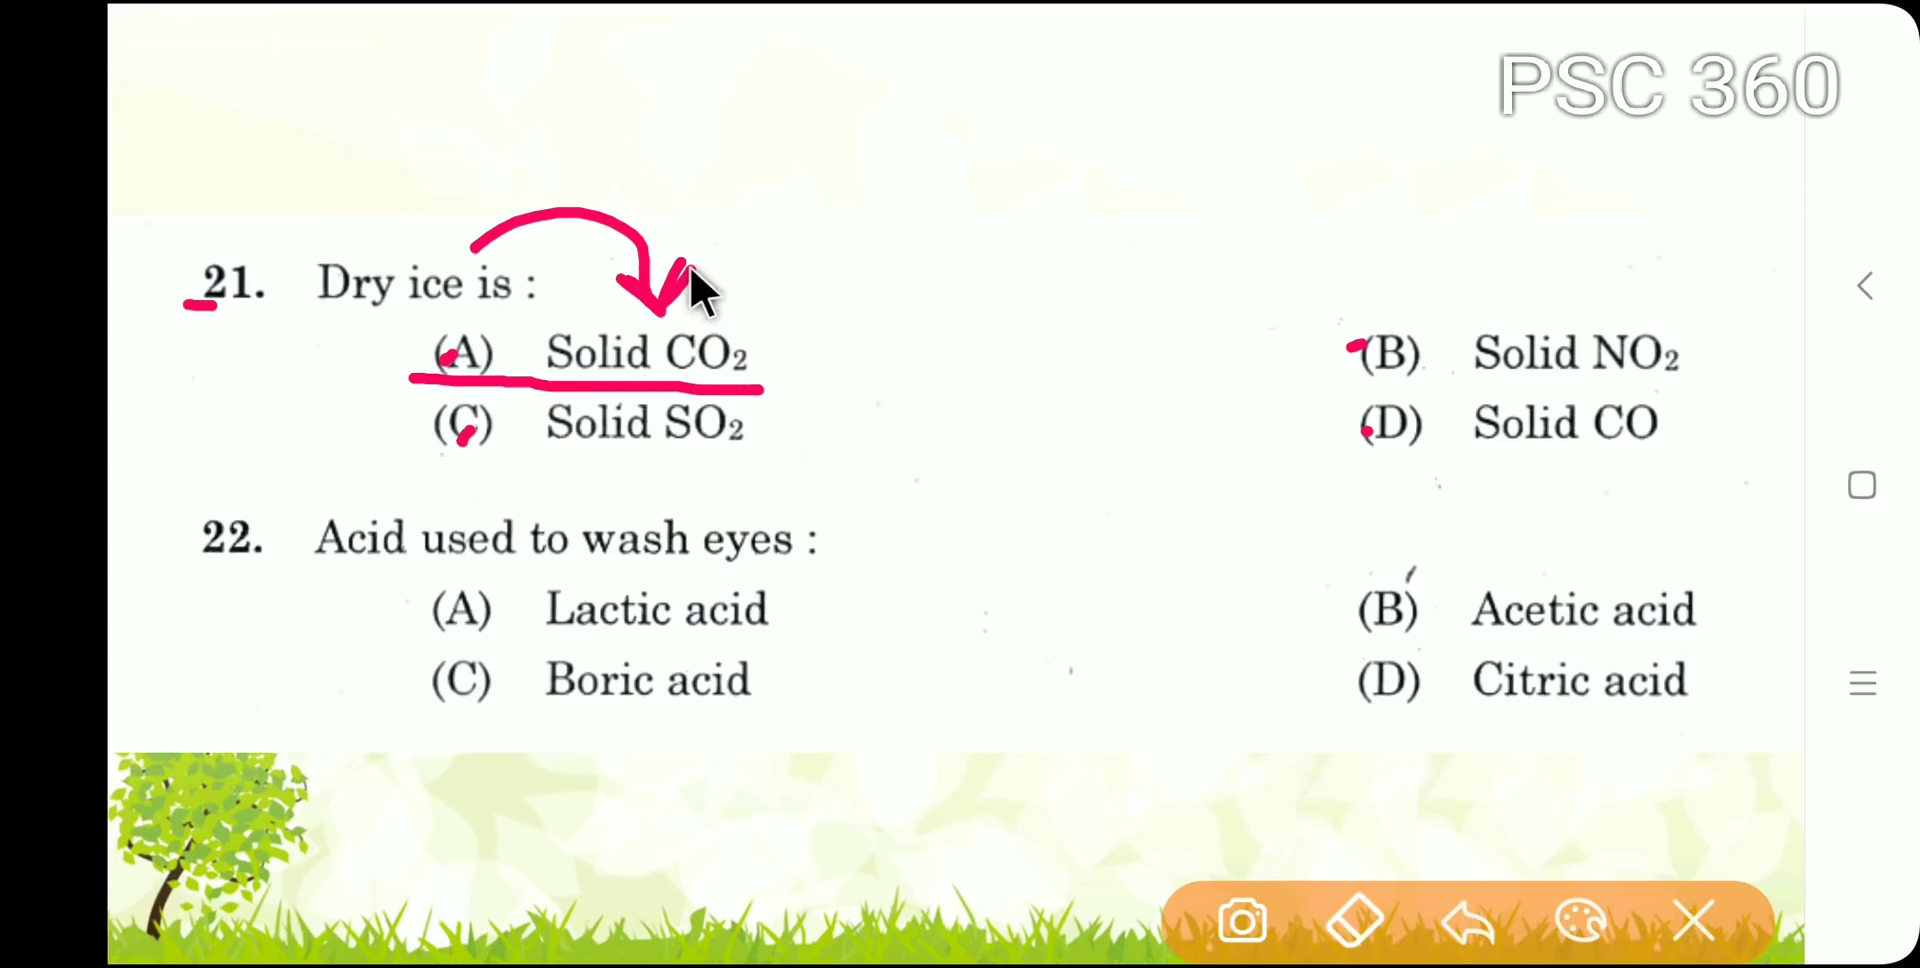 PSC 360
21. Dry ice is :
(A) Solid CO₂ (B) Solid NO₂
(C) Solid SO₂ (D) Solid CO
22. Acid used to wash eyes :
(A) Lactic acid (B) Acetic acid
(C) Boric acid (D) Citric acid